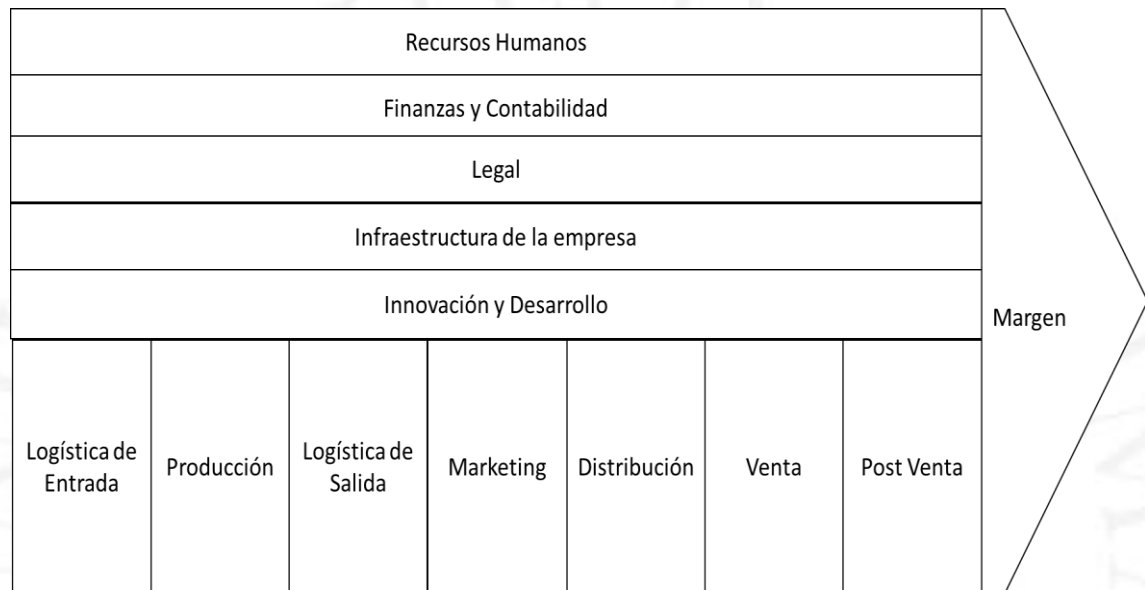 Recursos Humanos
Finanzas y Contabilidad
Legal
Infraestructura de la empresa
Innovación y Desarrollo
Margen
Logística de
Entrada
Producción
Logística de
Salida
Marketing
Distribución
Venta
Post Venta